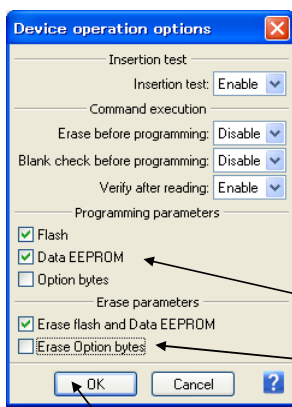 Device operation options
Insertion test
Insertion test: Enable
Command execution
Erase before programming: Disable
Blank check before programming: Disable
Verify after reading: Enable
Programming parameters
Flash
Data EEPROM
Option bytes
Erase parameters
Erase flash and Data EEPROM
Erase Option bytes
OK Cancel ?